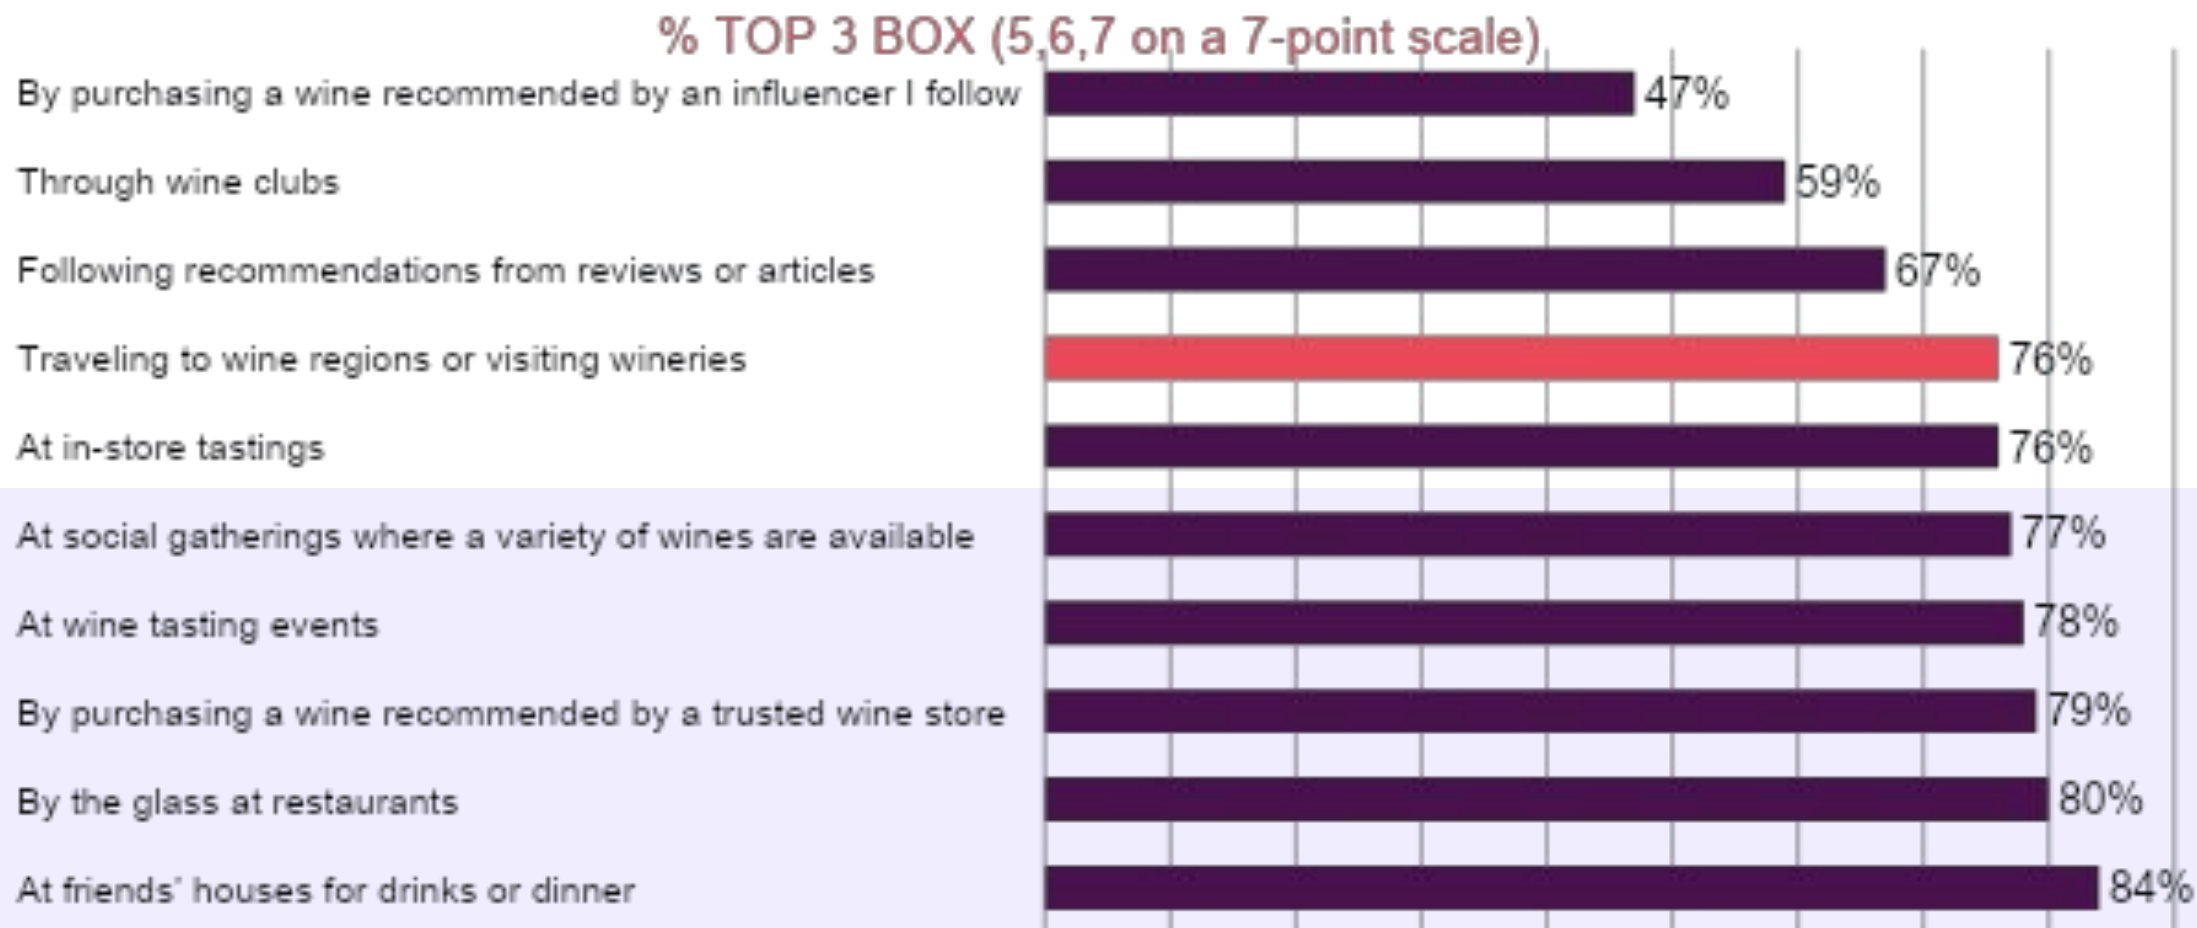 % TOP 3 BOX (5,6,7 on a 7-point scale)
By purchasing a wine recommended by an influencer I follow 47%
Through wine clubs 59%
Following recommendations from reviews or articles 67%
Traveling to wine regions or visiting wineries 76%
At in-store tastings 76%
At social gatherings where a variety of wines are available 77%
At wine tasting events 78%
By purchasing a wine recommended by a trusted wine store 79%
By the glass at restaurants 80%
At friends' houses for drinks or dinner 84%